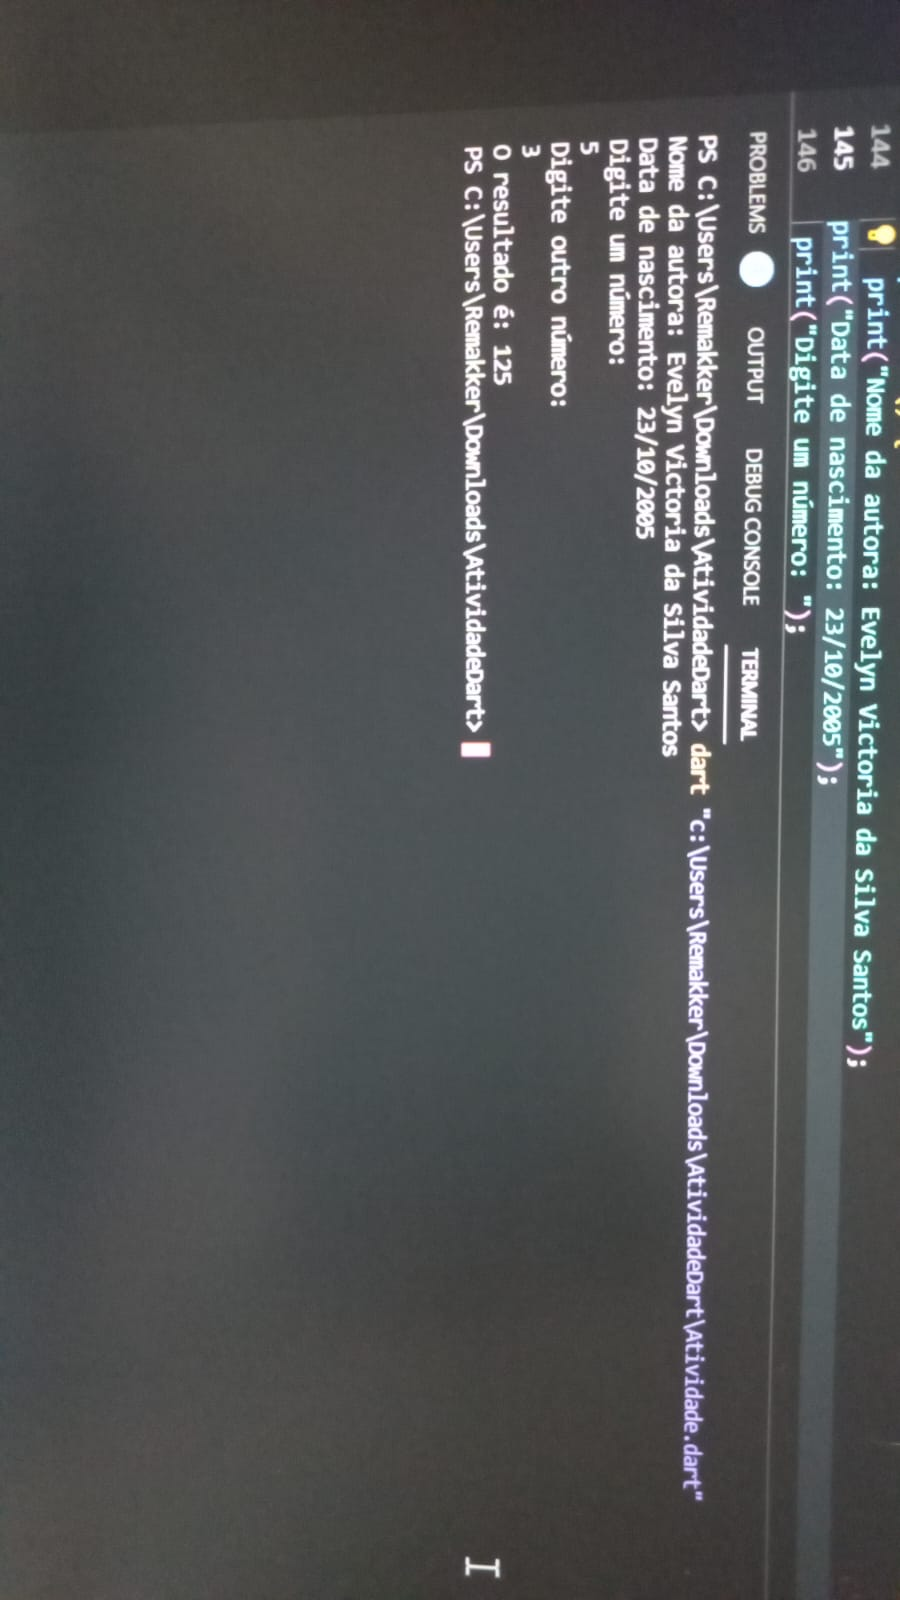 144 print("Nome da autora: Evelyn Victoria da Silva Santos");
145 print("Data de nascimento: 23/10/2005");
146 print("Digite um número: ");
PROBLEMS OUTPUT DEBUG CONSOLE TERMINAL
PS C:\Users\Remakker\Downloads\AtividadeDart> dart "c:\Users\Remakker\Downloads\AtividadeDart\Atividade.dart"
Nome da autora: Evelyn Victoria da Silva Santos
Data de nascimento: 23/10/2005
Digite um número:
5
Digite outro número:
3
O resultado é: 125
PS C:\Users\Remakker\Downloads\AtividadeDart>